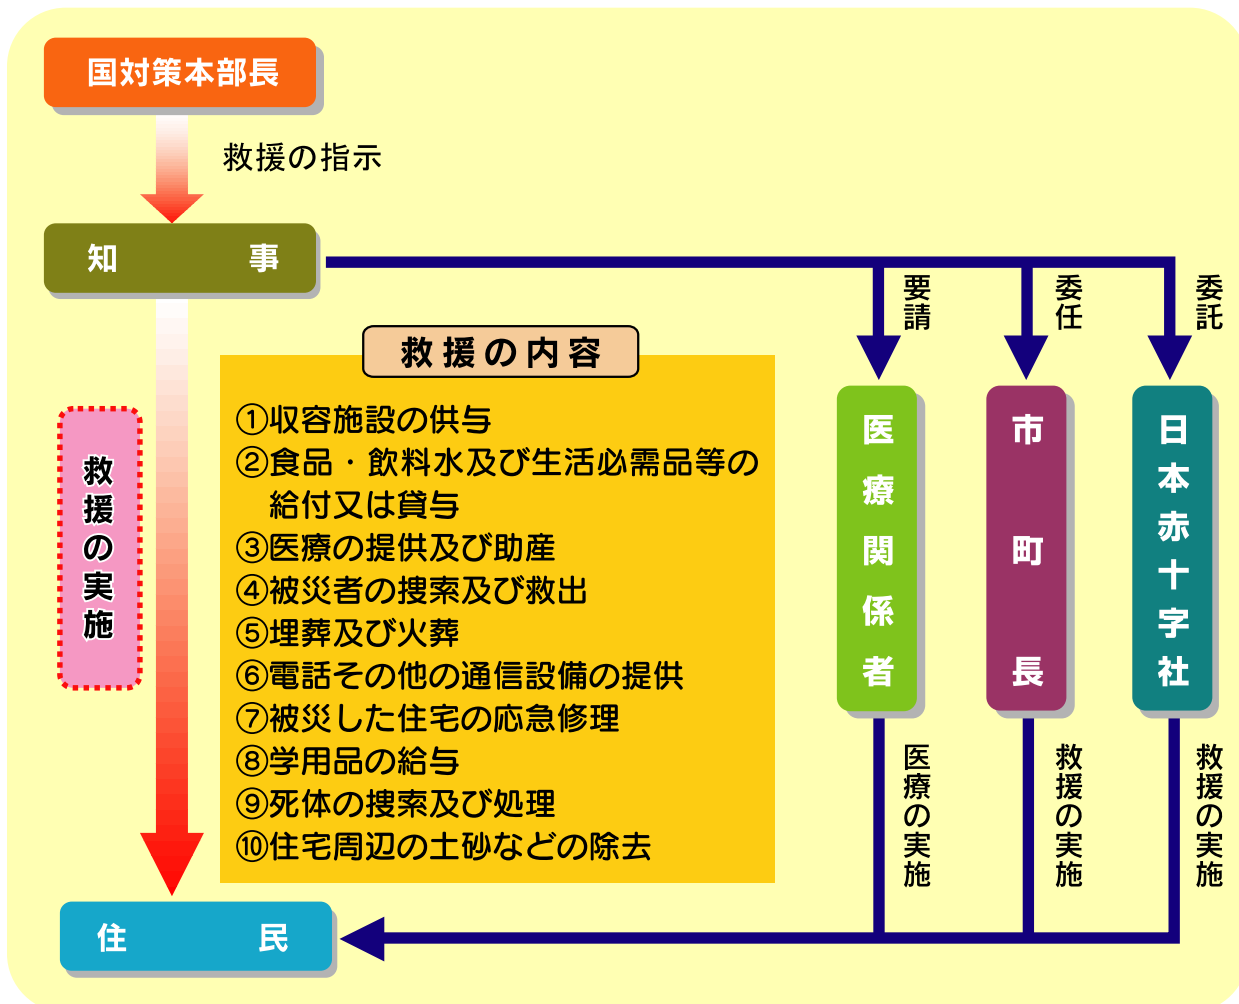 国対策本部長
救援の指示
知事
要請
委任
委託
救援の内容
①収容施設の供与
②食品・飲料水及び生活必需品等の
給付又は貸与
③医療の提供及び助産
④被災者の捜索及び救出
⑤埋葬及び火葬
⑥電話その他の通信設備の提供
⑦被災した住宅の応急修理
⑧学用品の給与
⑨死体の捜索及び処理
⑩住宅周辺の土砂などの除去
救援の実施
医療関係者
市町長
日本赤十字社
医療の実施
救援の実施
救援の実施
住民